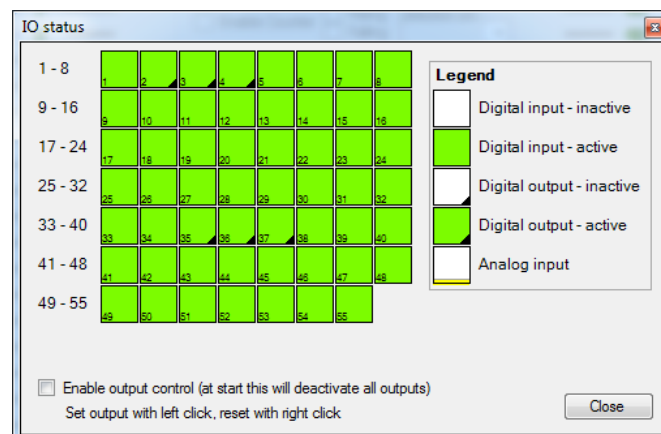 IO status
1 - 8
1 2 3 4 5 6 7 8
9 - 16
9 10 11 12 13 14 15 16
17 - 24
17 18 19 20 21 22 23 24
25 - 32
25 26 27 28 29 30 31 32
33 - 40
33 34 35 36 37 38 39 40
41 - 48
41 42 43 44 45 46 47 48
49 - 55
49 50 51 52 53 54 55
Legend
Digital input - inactive
Digital input - active
Digital output - inactive
Digital output - active
Analog input
Enable output control (at start this will deactivate all outputs)
Set output with left click, reset with right click
Close